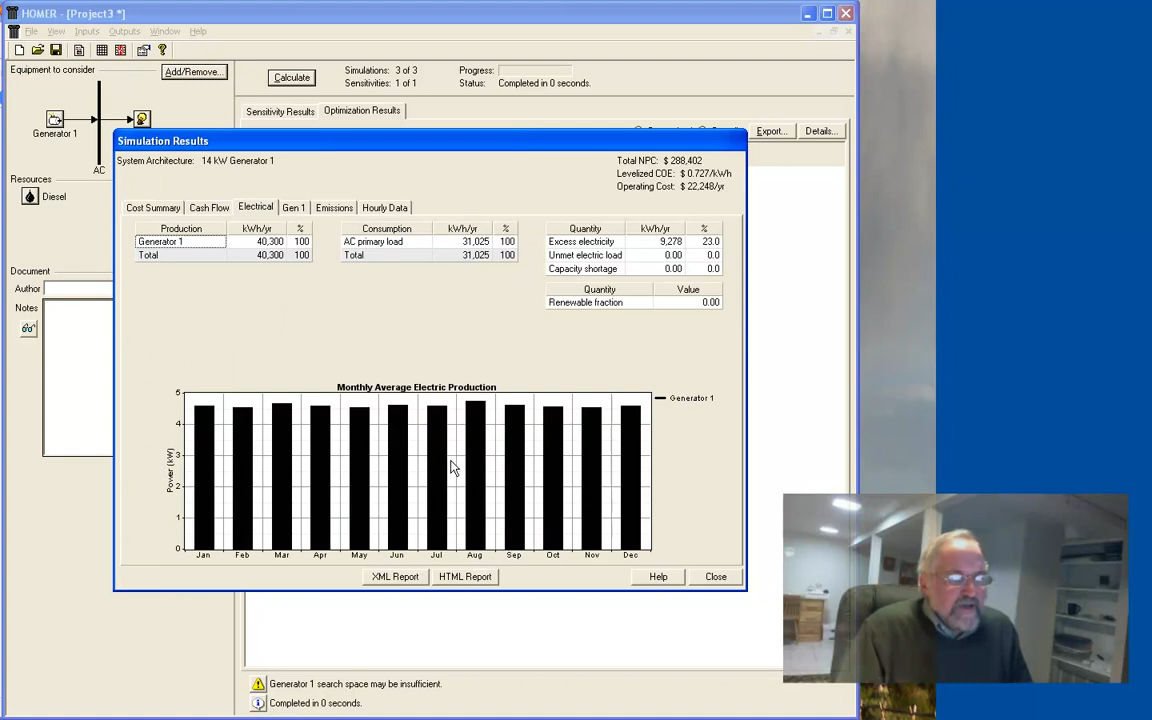 HOMER - [Project3 *]
File View Inputs Outputs Window Help
Equipment to consider
Add/Remove...
Calculate
Simulations: 3 of 3
Sensitivities: 1 of 1
Progress:
Status: Completed in 0 seconds.
Sensitivity Results
Optimization Results
Generator 1
AC
Export...
Details...
Resources
Diesel
Document
Author
Notes
Simulation Results
System Architecture: 14 kW Generator 1
Total NPC: $ 288,402
Levelized COE: $ 0.727/kWh
Operating Cost: $ 22,248/yr
Cost Summary Cash Flow Electrical Gen 1 Emissions Hourly Data
Production kWh/yr %
Generator 1 40,300 100
Total 40,300 100
Consumption kWh/yr %
AC primary load 31,025 100
Total 31,025 100
Quantity kWh/yr %
Excess electricity 9,278 23.0
Unmet electric load 0.00 0.0
Capacity shortage 0.00 0.0
Quantity Value
Renewable fraction 0.00
Monthly Average Electric Production
Generator 1
Power (kW)
5
4
3
2
1
0
Jan Feb Mar Apr May Jun Jul Aug Sep Oct Nov Dec
XML Report HTML Report Help Close
Generator 1 search space may be insufficient.
Completed in 0 seconds.